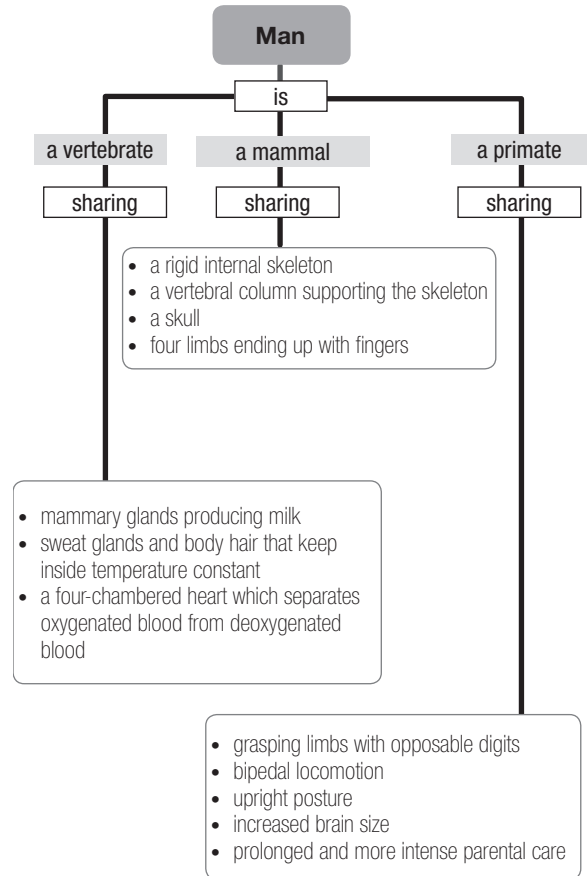 Man
is
a vertebrate
a mammal
a primate
sharing
sharing
sharing
• a rigid internal skeleton
• a vertebral column supporting the skeleton
• a skull
• four limbs ending up with fingers
• mammary glands producing milk
• sweat glands and body hair that keep
inside temperature constant
• a four-chambered heart which separates
oxygenated blood from deoxygenated
blood
• grasping limbs with opposable digits
• bipedal locomotion
• upright posture
• increased brain size
• prolonged and more intense parental care